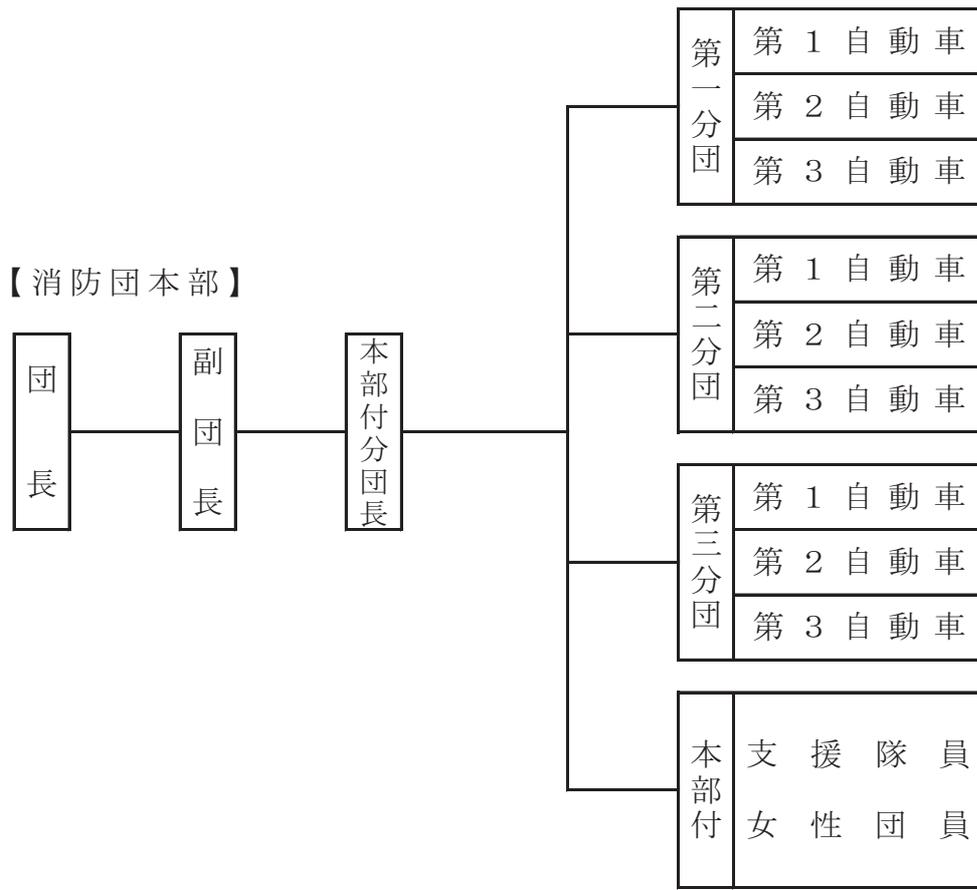 【消防団本部】
団長
副団長
本部付分団長
第一分団
第1自動車
第2自動車
第3自動車
第二分団
第1自動車
第2自動車
第3自動車
第三分団
第1自動車
第2自動車
第3自動車
本部付
支援隊員
女性団員